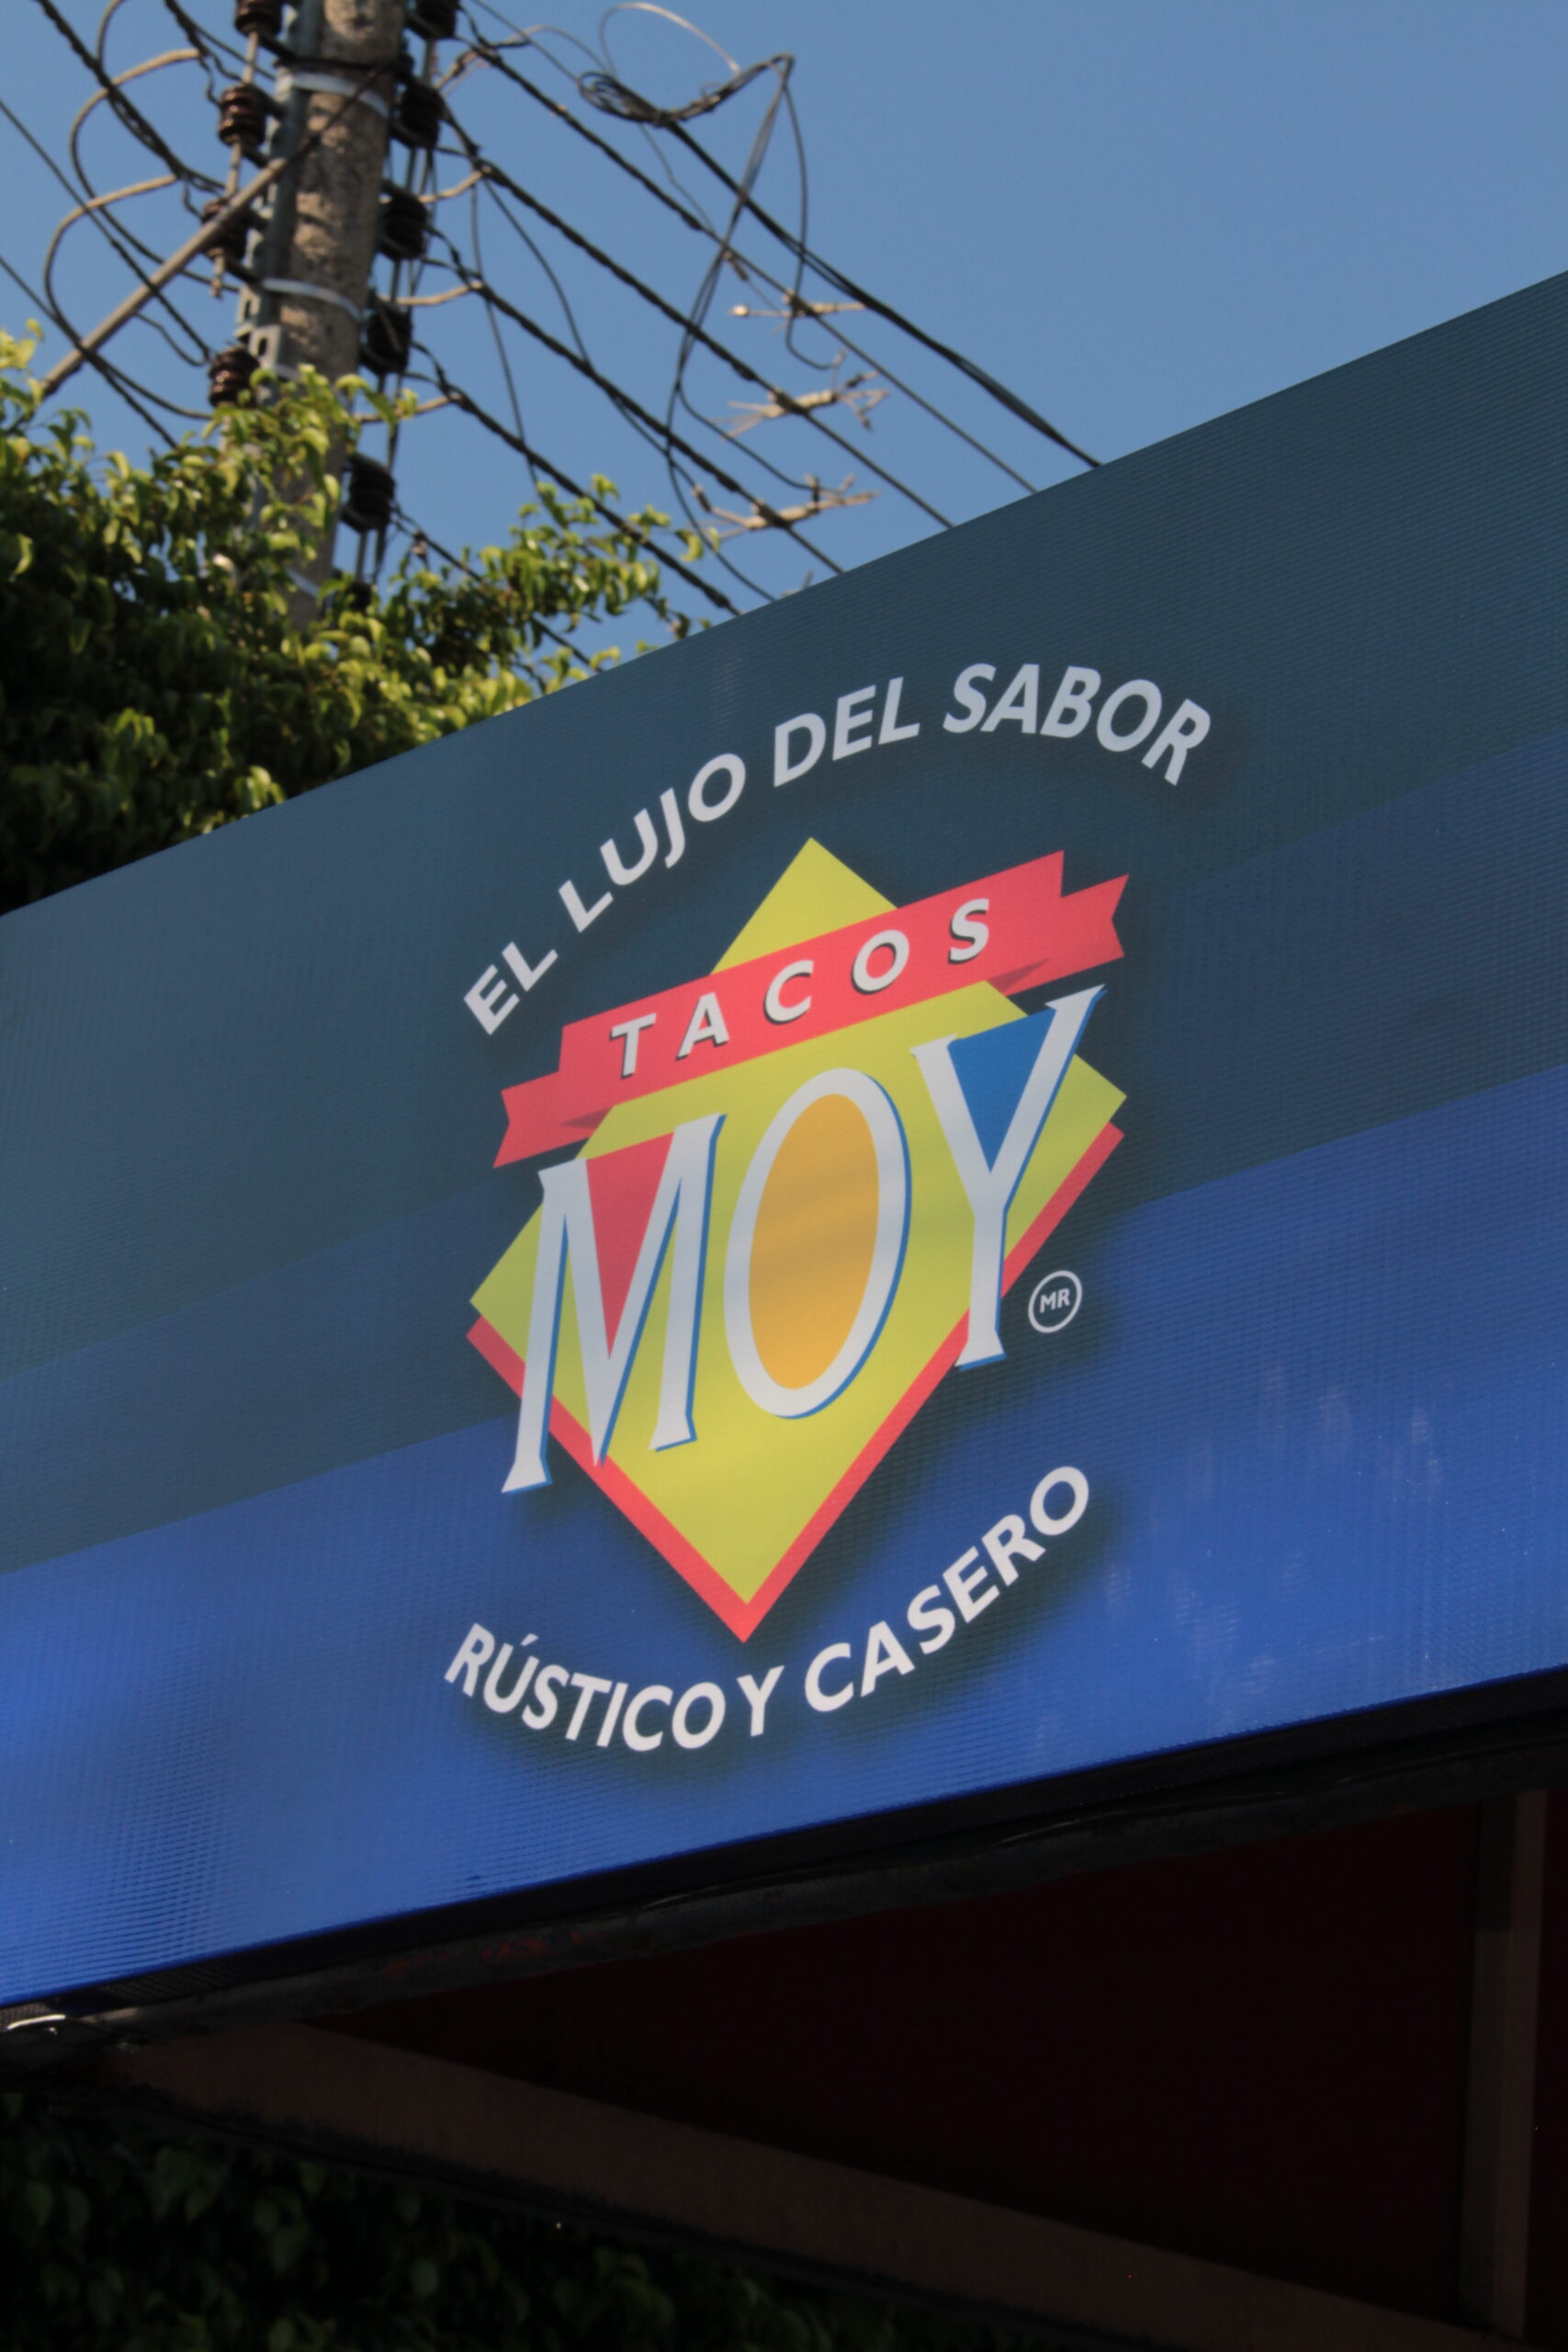 EL LUJO DEL SABOR
TACOS
MOY
MR
RÚSTICO Y CASERO